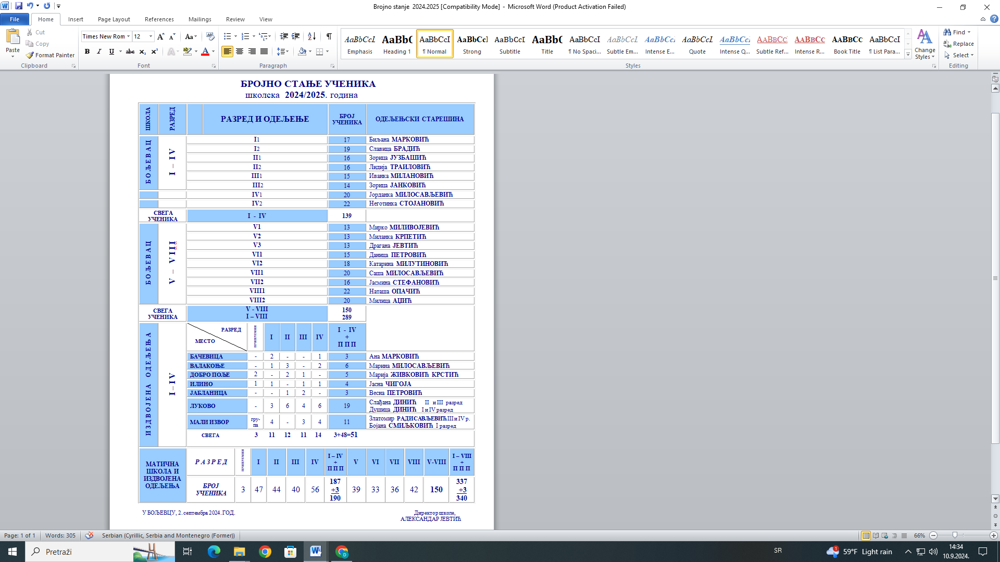 Brojno stanje 2024.2025 [Compatibility Mode] - Microsoft Word (Product Activation Failed)
File Home Insert Page Layout References Mailings Review View
Paste
Cut
Copy
Format Painter
Clipboard
Times New Rom 12
Font
Paragraph
AaBbCcL AaBbC AaBbCcI AaBbCcI AaBbCcI AaBbC AaBbCcI AaBbCcL AaBbCcL AaBbCcL AaBbCcL AaBbCc AaBbCc AaBbCc AaBbCcI
Emphasis Heading 1 ¶ Normal Strong Subtitle Title ¶ No Spaci... Subtle Em... Intense E... Quote Intense Q... Subtle Ref... Intense R... Book Title ¶ List Para...
Styles
Change Styles
Find
Replace
Select
Editing
БРОЈНО СТАЊЕ УЧЕНИКА
школска 2024/2025. година
ШКОЛА РАЗРЕД РАЗРЕД И ОДЕЉЕЊЕ БРОЈ УЧЕНИКА ОДЕЉЕЊСКИ СТАРЕШИНА
БОЉЕВАЦ I – IV
I1 17 Биљана МАРКОВИЋ
I2 19 Славица БРАДИЋ
II1 16 Зорица ЈУЗБАШИЋ
II2 16 Лидија ТРАИЛОВИЋ
III1 15 Иванка МИЛАНОВИЋ
III2 14 Зорица ЈАНКОВИЋ
IV1 20 Јорданка МИЛОСАВЉЕВИЋ
IV2 22 Неготинка СТОЈАНОВИЋ
СВЕГА УЧЕНИКА I - IV 139
БОЉЕВАЦ V – VIII
V1 13 Мирко МИЛИВОЈЕВИЋ
V2 13 Миланка КРПЕТИЋ
V3 13 Драгана ЈЕВТИЋ
VI1 15 Даница ПЕТРОВИЋ
VI2 18 Катарина МИЛУТИНОВИЋ
VII1 20 Саша МИЛОСАВЉЕВИЋ
VII2 16 Јасмина СТЕФАНОВИЋ
VIII1 22 Наташа ОПАЧИЋ
VIII2 20 Милица АЏИЋ
СВЕГА УЧЕНИКА
V - VIII 150
I – VIII 289
ИЗДВОЈЕНА ОДЕЉЕЊА I – IV
РАЗРЕД МЕСТО ПРИПРЕМНИ I II III IV I - IV + П П П
БАЧЕВИЦА - 2 - - 1 3 Ана МАРКОВИЋ
ВАЛАКОЊЕ - 1 3 - 2 6 Марина МИЛОСАВЉЕВИЋ
ДОБРО ПОЉЕ 2 - 2 1 - 5 Марија ЖИВКОВИЋ КРСТИЋ
ИЛИНО 1 1 - 1 1 4 Јасна ЧИГОЈА
ЈАБЛАНИЦА - - 1 2 - 3 Весна ПЕТРОВИЋ
ЛУКОВО - 3 6 4 6 19 Слађана ДИНИЋ II и III разред
Душица ДИНИЋ I и IV разред
МАЛИ ИЗВОР гру-па 4 - 3 4 11 Златомир РАДИСАВЉЕВИЋ III и IV р.
Бојана СМИЉКОВИЋ I разред
СВЕГА 3 11 12 11 14 3+48=51
МАТИЧНА ШКОЛА И ИЗДВОЈЕНА ОДЕЉЕЊА
Р А З Р Е Д ПРИПРЕМНИ I II III IV I – IV + П П П V VI VII VIII V-VIII I – VIII + П П П
БРОЈ УЧЕНИКА 3 47 44 40 56 187 +3 190 39 33 36 42 150 337 +3 340
У БОЉЕВЦУ, 2. септембра 2024. ГОД.
Директор школе,
АЛЕКСАНДАР ЈЕВТИЋ
Page: 1 of 1 Words: 305 Serbian (Cyrillic, Serbia and Montenegro (Former)) 66%
Pretraži
SR
59°F Light rain
14:34
10.9.2024.